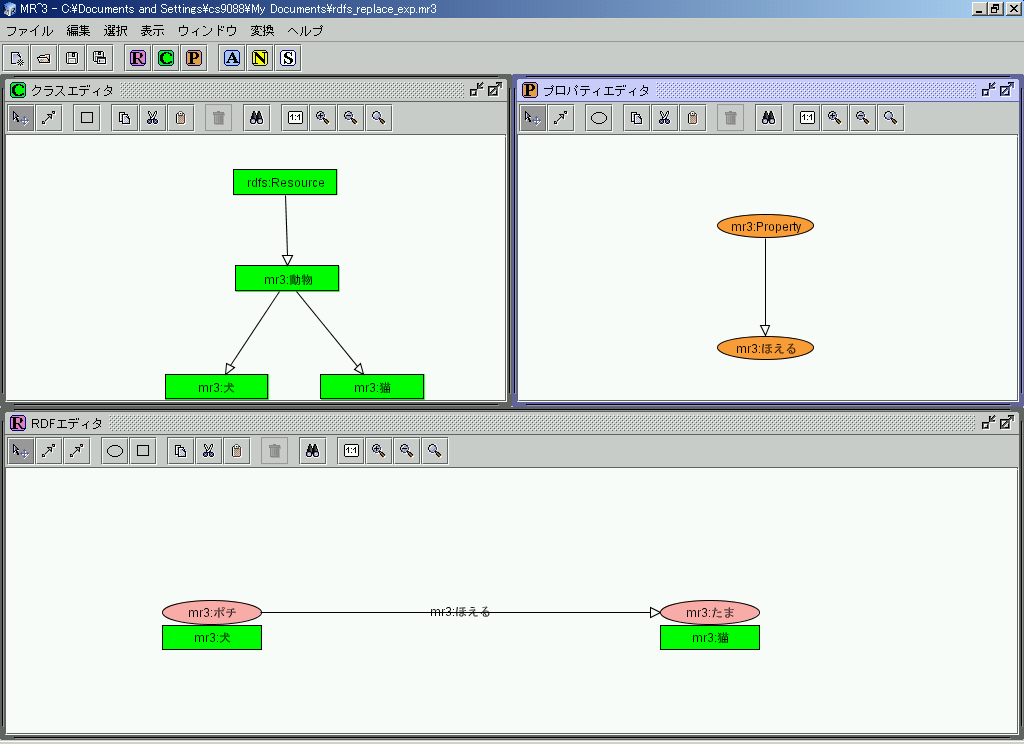 MR^3 - C:¥Documents and Settings¥cs9088¥My Documents¥rdfs_replace_exp.mr3
ファイル 編集 選択 表示 ウィンドウ 変換 ヘルプ
R C P A N S
C クラスエディタ
P プロパティエディタ
1:1
1:1
rdfs:Resource
mr3:動物
mr3:犬 mr3:猫
mr3:Property
mr3:ほえる
R RDFエディタ
1:1
mr3:ポチ mr3:ほえる mr3:たま
mr3:犬 mr3:猫